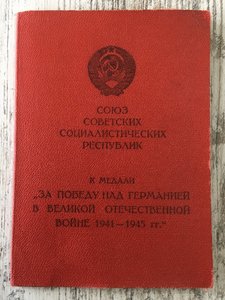 СОЮЗ
СОВЕТСКИХ
СОЦИАЛИСТИЧЕСКИХ
РЕСПУБЛИК
К МЕДАЛИ
„ЗА ПОБЕДУ НАД ГЕРМАНИЕЙ
В ВЕЛИКОЙ ОТЕЧЕСТВЕННОЙ
ВОЙНЕ 1941—1945 гг.“